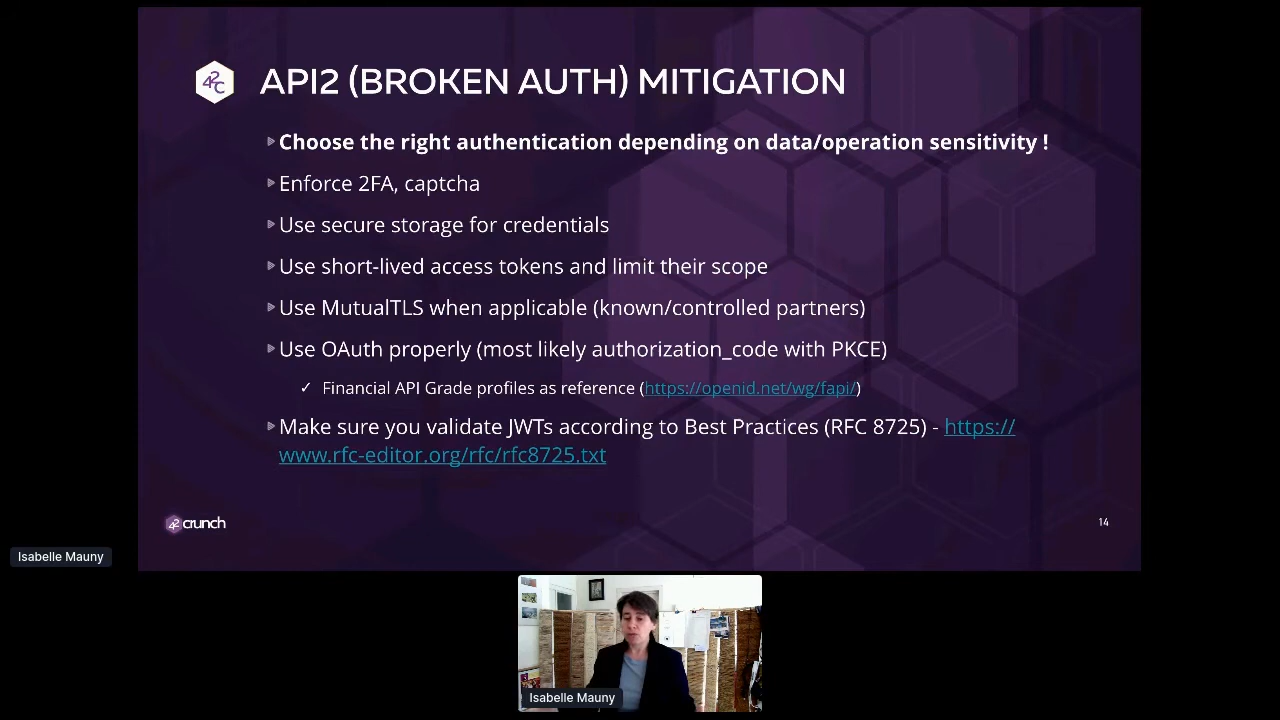 42C
API2 (BROKEN AUTH) MITIGATION
Choose the right authentication depending on data/operation sensitivity !
Enforce 2FA, captcha
Use secure storage for credentials
Use short-lived access tokens and limit their scope
Use MutualTLS when applicable (known/controlled partners)
Use OAuth properly (most likely authorization_code with PKCE)
✓ Financial API Grade profiles as reference (https://openid.net/wg/fapi/)
Make sure you validate JWTs according to Best Practices (RFC 8725) - https://
www.rfc-editor.org/rfc/rfc8725.txt
42crunch
14
Isabelle Mauny
Isabelle Mauny